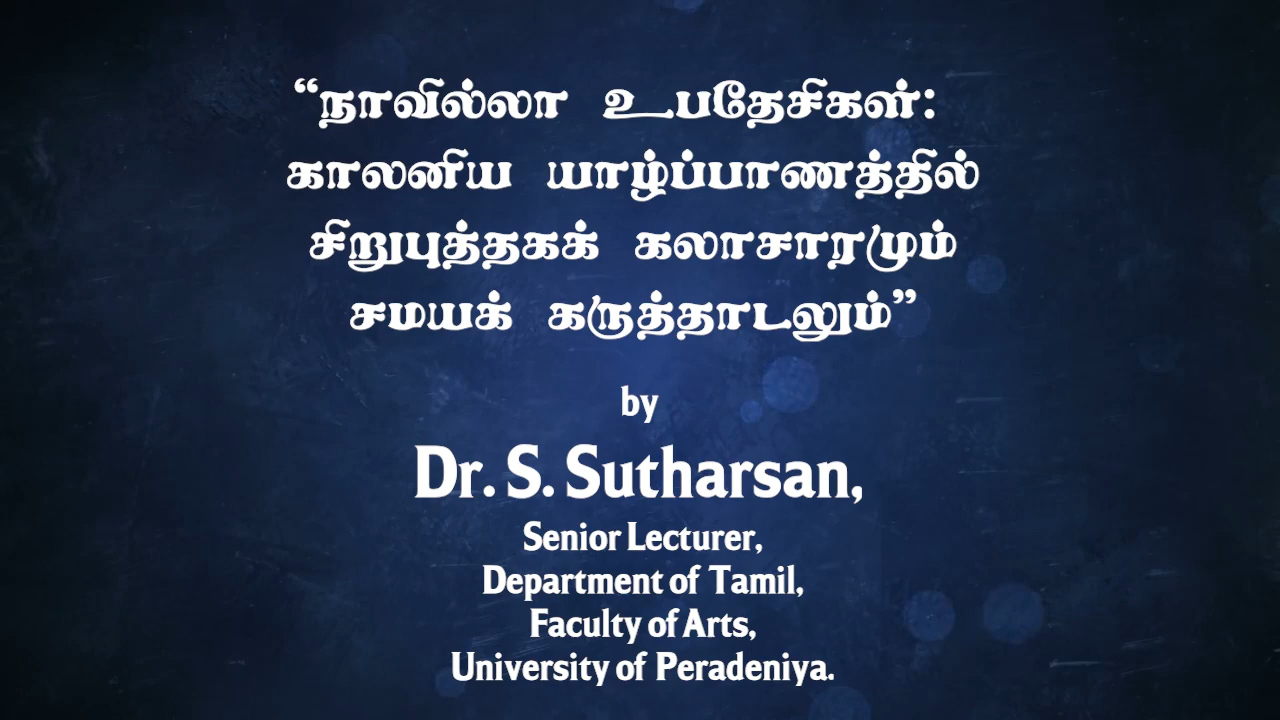 “நாவில்லா உபதேசிகள்:
காலனிய யாழ்ப்பாணத்தில்
சிறுபுத்தகக் கலாசாரமும்
சமயக் கருத்தாடலும்”
by
Dr. S. Sutharsan,
Senior Lecturer,
Department of Tamil,
Faculty of Arts,
University of Peradeniya.